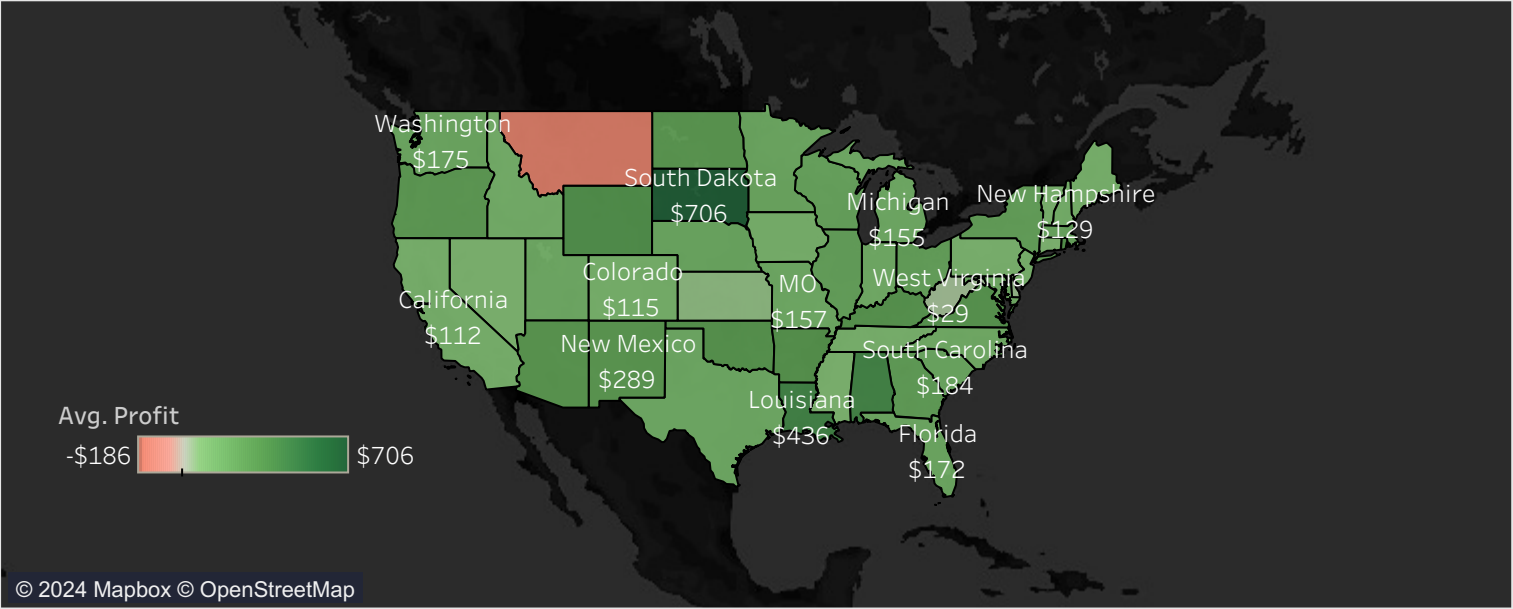 Washington
$175
South Dakota
$706
Michigan
$155
New Hampshire
$129
Colorado
$115
MO
$157
West Virginia
$29
California
$112
New Mexico
$289
South Carolina
$184
Louisiana
$436
Florida
$172
Avg. Profit
-$186 $706
© 2024 Mapbox © OpenStreetMap